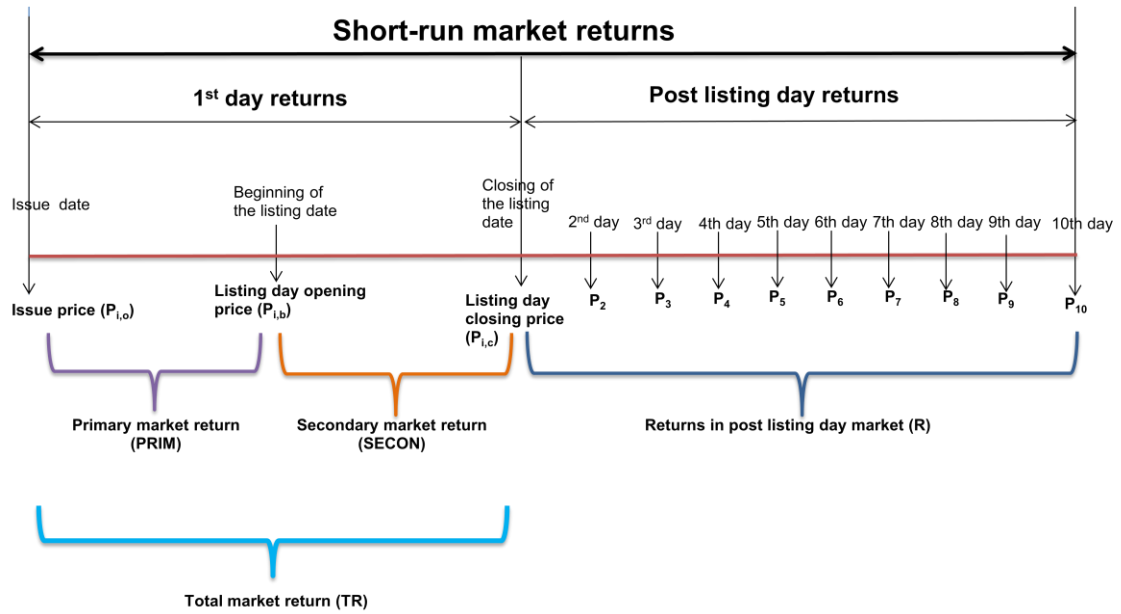 Short-run market returns
1st day returns
Post listing day returns
Issue date
Beginning of
the listing date
Closing of
the listing
date
2nd day
3rd day
4th day
5th day
6th day
7th day
8th day
9th day
10th day
Issue price (Pi,o)
Listing day opening
price (Pi,b)
Listing day
closing price
(Pi,c)
P2
P3
P4
P5
P6
P7
P8
P9
P10
Primary market return
(PRIM)
Secondary market return
(SECON)
Returns in post listing day market (R)
Total market return (TR)